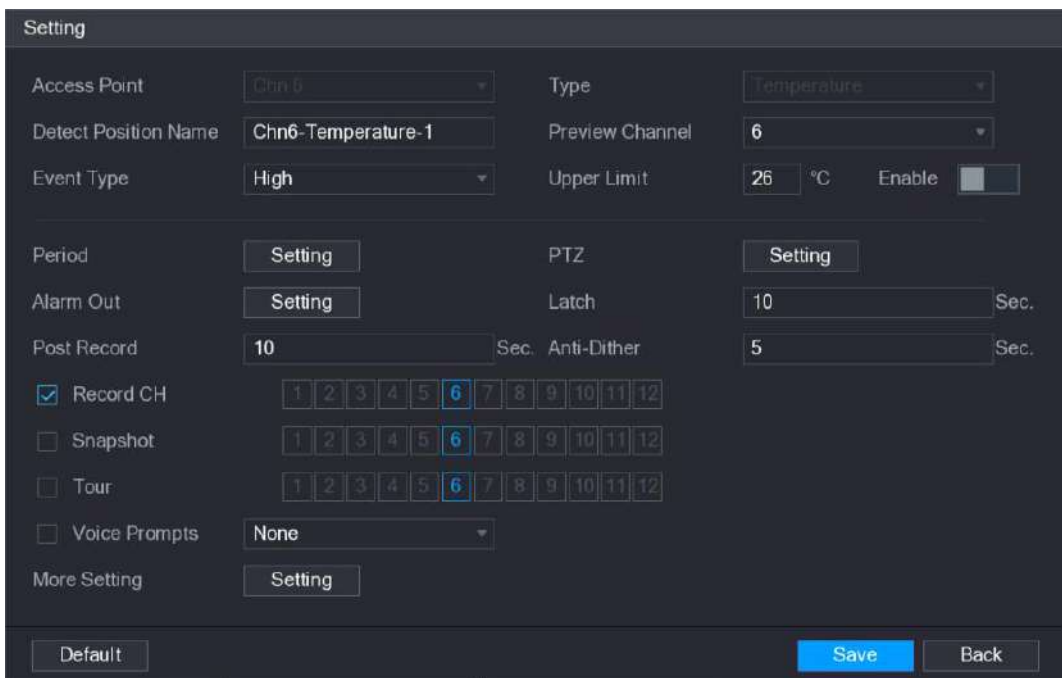 Setting
Access Point Chn 6 Type Temperature
Detect Position Name Chn6-Temperature-1 Preview Channel 6
Event Type High Upper Limit 26 °C Enable
Period Setting PTZ Setting
Alarm Out Setting Latch 10 Sec.
Post Record 10 Sec. Anti-Dither 5 Sec.
Record CH 1 2 3 4 5 6 7 8 9 10 11 12
Snapshot 1 2 3 4 5 6 7 8 9 10 11 12
Tour 1 2 3 4 5 6 7 8 9 10 11 12
Voice Prompts None
More Setting Setting
Default Save Back